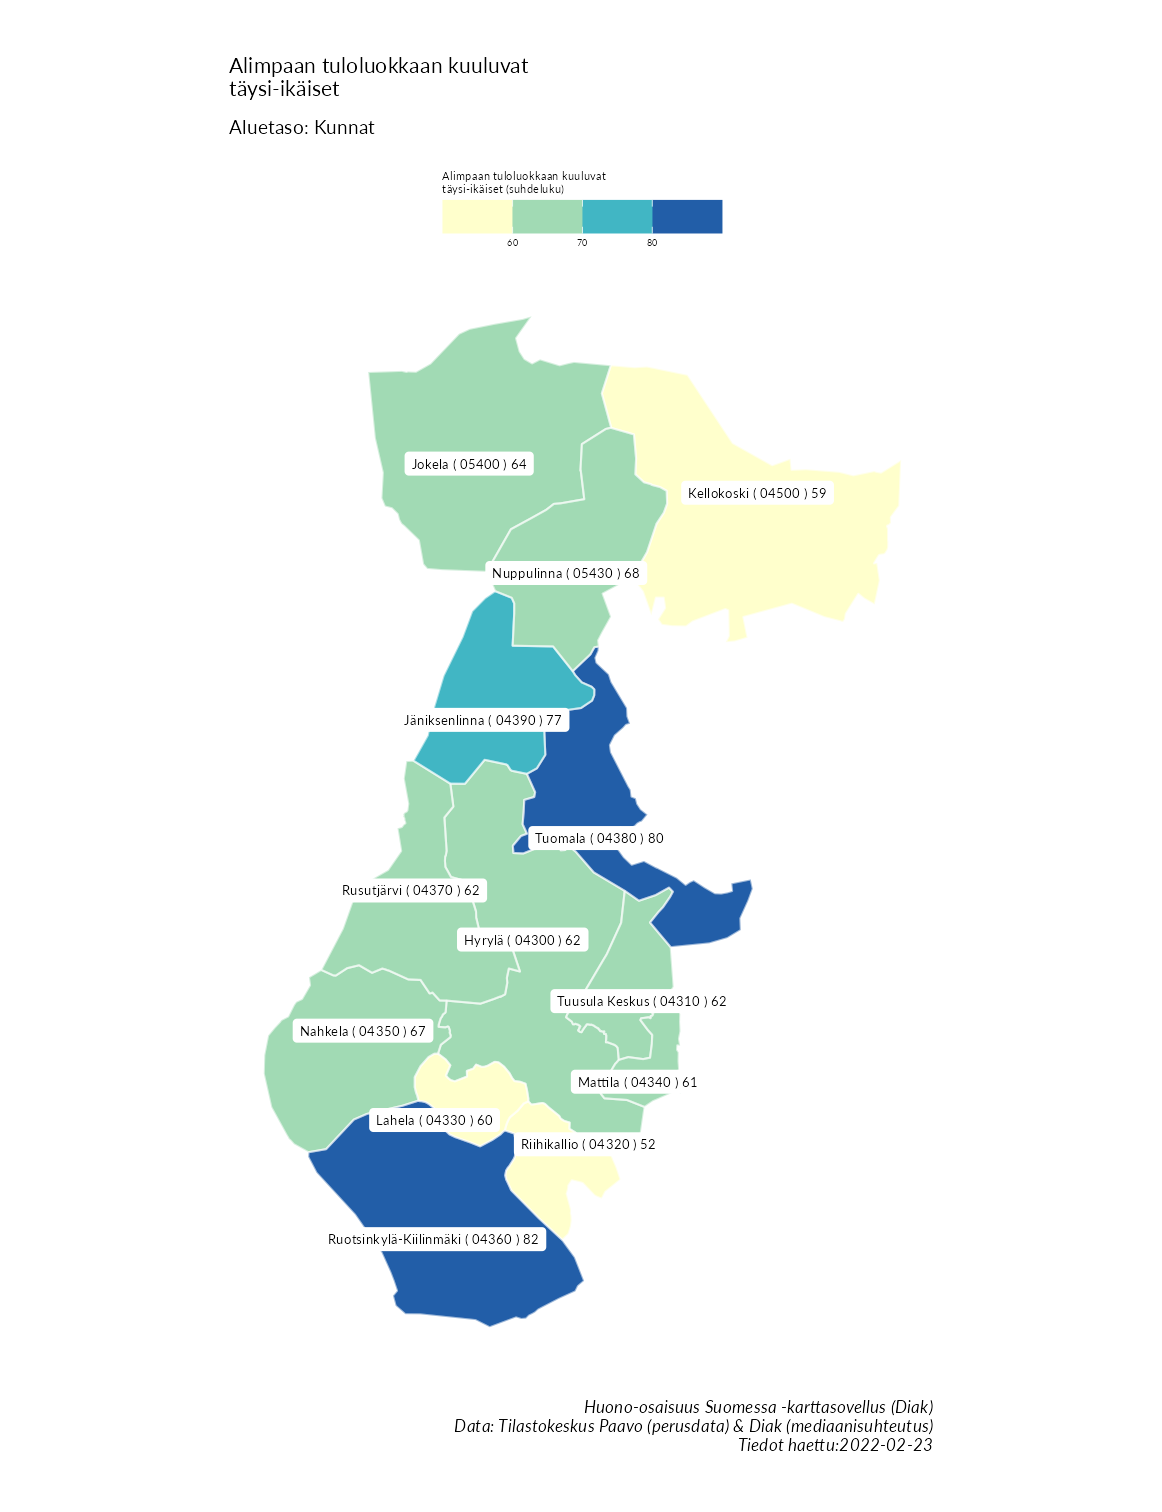 Alimpaan tuloluokkaan kuuluvat
täysi-ikäiset
Aluetaso: Kunnat
Alimpaan tuloluokkaan kuuluvat
täysi-ikäiset (suhdeluku)
60 70 80
Jokela ( 05400 ) 64
Kellokoski ( 04500 ) 59
Nuppulinna ( 05430 ) 68
Jäniksenlinna ( 04390 ) 77
Tuomala ( 04380 ) 80
Rusutjärvi ( 04370 ) 62
Hyrylä ( 04300 ) 62
Tuusula Keskus ( 04310 ) 62
Nahkela ( 04350 ) 67
Mattila ( 04340 ) 61
Lahela ( 04330 ) 60
Riihikallio ( 04320 ) 52
Ruotsinkylä-Kiilinmäki ( 04360 ) 82
Huono-osaisuus Suomessa -karttasovellus (Diak)
Data: Tilastokeskus Paavo (perusdata) & Diak (mediaanisuhteutus)
Tiedot haettu:2022-02-23